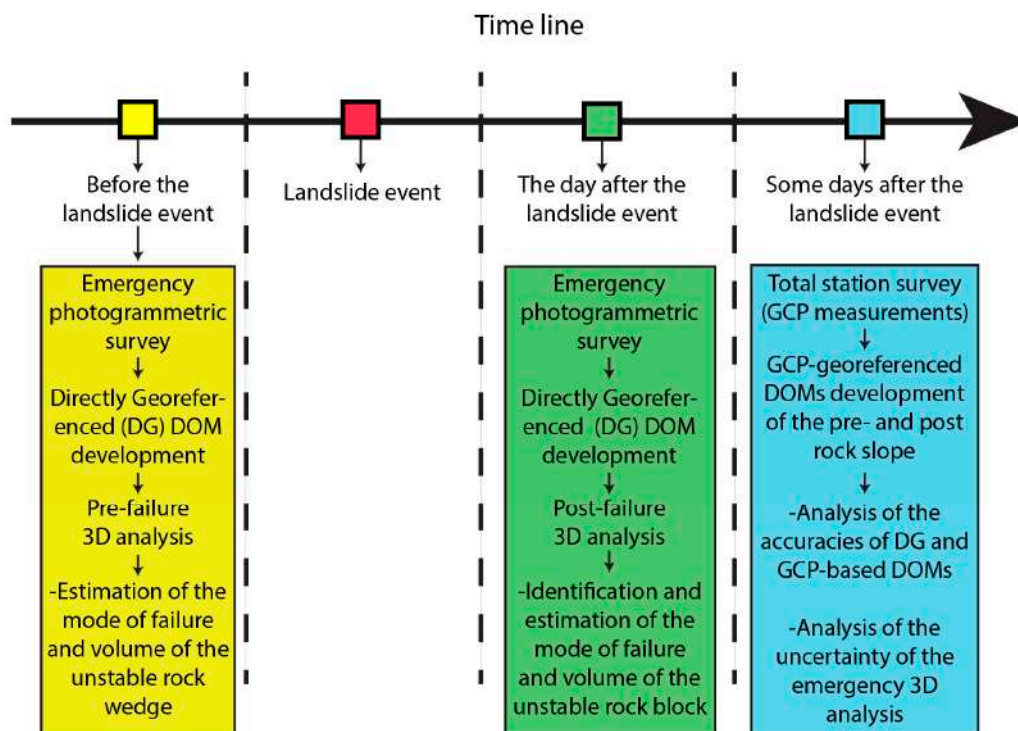 Time line
Before the
landslide event
Landslide event
The day after the
landslide event
Some days after the
landslide event
Emergency
photogrammetric
survey
Directly Georefer-
enced (DG) DOM
development
Pre-failure
3D analysis
-Estimation of the
mode of failure
and volume of the
unstable rock
wedge
Emergency
photogrammetric
survey
Directly Georefer-
enced (DG) DOM
development
Post-failure
3D analysis
-Identification and
estimation of the
mode of failure
and volume of the
unstable rock block
Total station survey
(GCP measurements)
GCP-georeferenced
DOMs development
of the pre- and post
rock slope
-Analysis of the
accuracies of DG and
GCP-based DOMs
-Analysis of the
uncertainty of the
emergency 3D
analysis